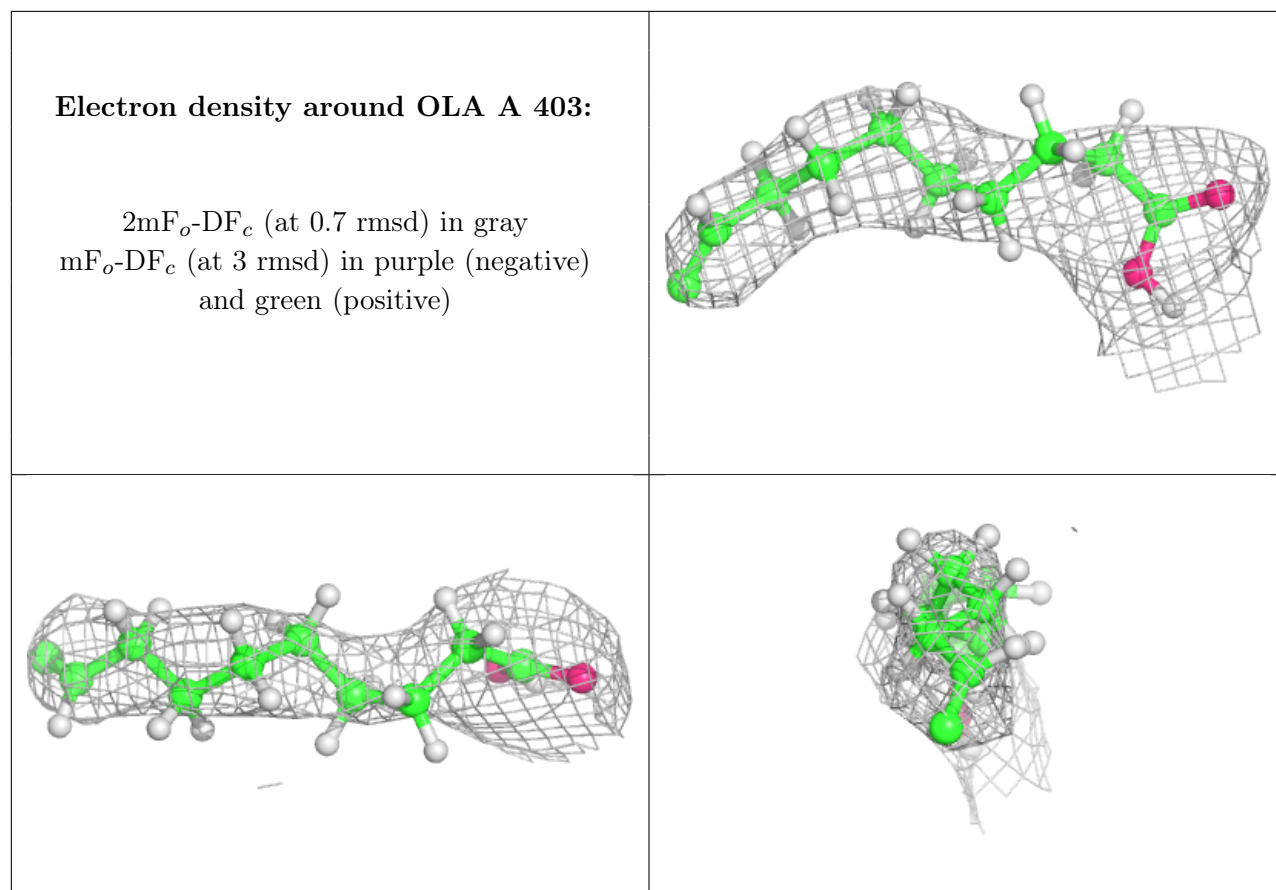 Electron density around OLA A 403:
2mFo-DFc (at 0.7 rmsd) in gray
mFo-DFc (at 3 rmsd) in purple (negative)
and green (positive)